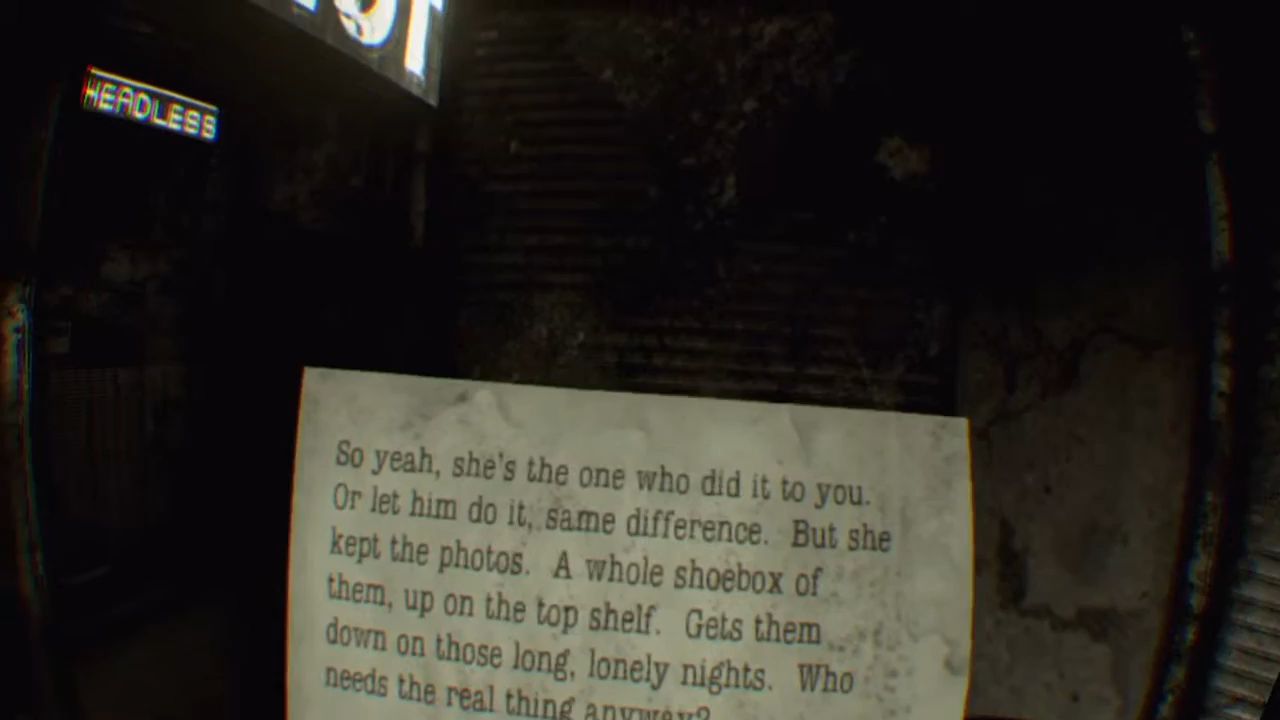 HEADLESS
So yeah, she's the one who did it to you.
Or let him do it, same difference.  But she
kept the photos.  A whole shoebox of
them, up on the top shelf.  Gets them
down on those long, lonely nights.  Who
needs the real thing anyway?